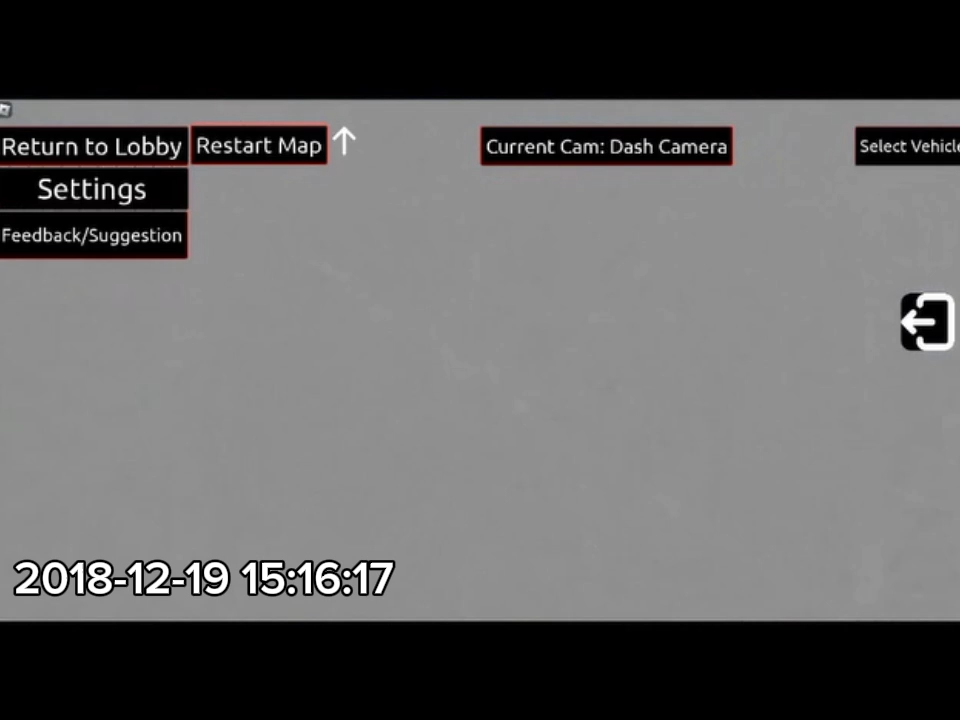 Return to Lobby
Restart Map
Current Cam: Dash Camera
Select Vehicle
Settings
Feedback/Suggestion
2018-12-19 15:16:17